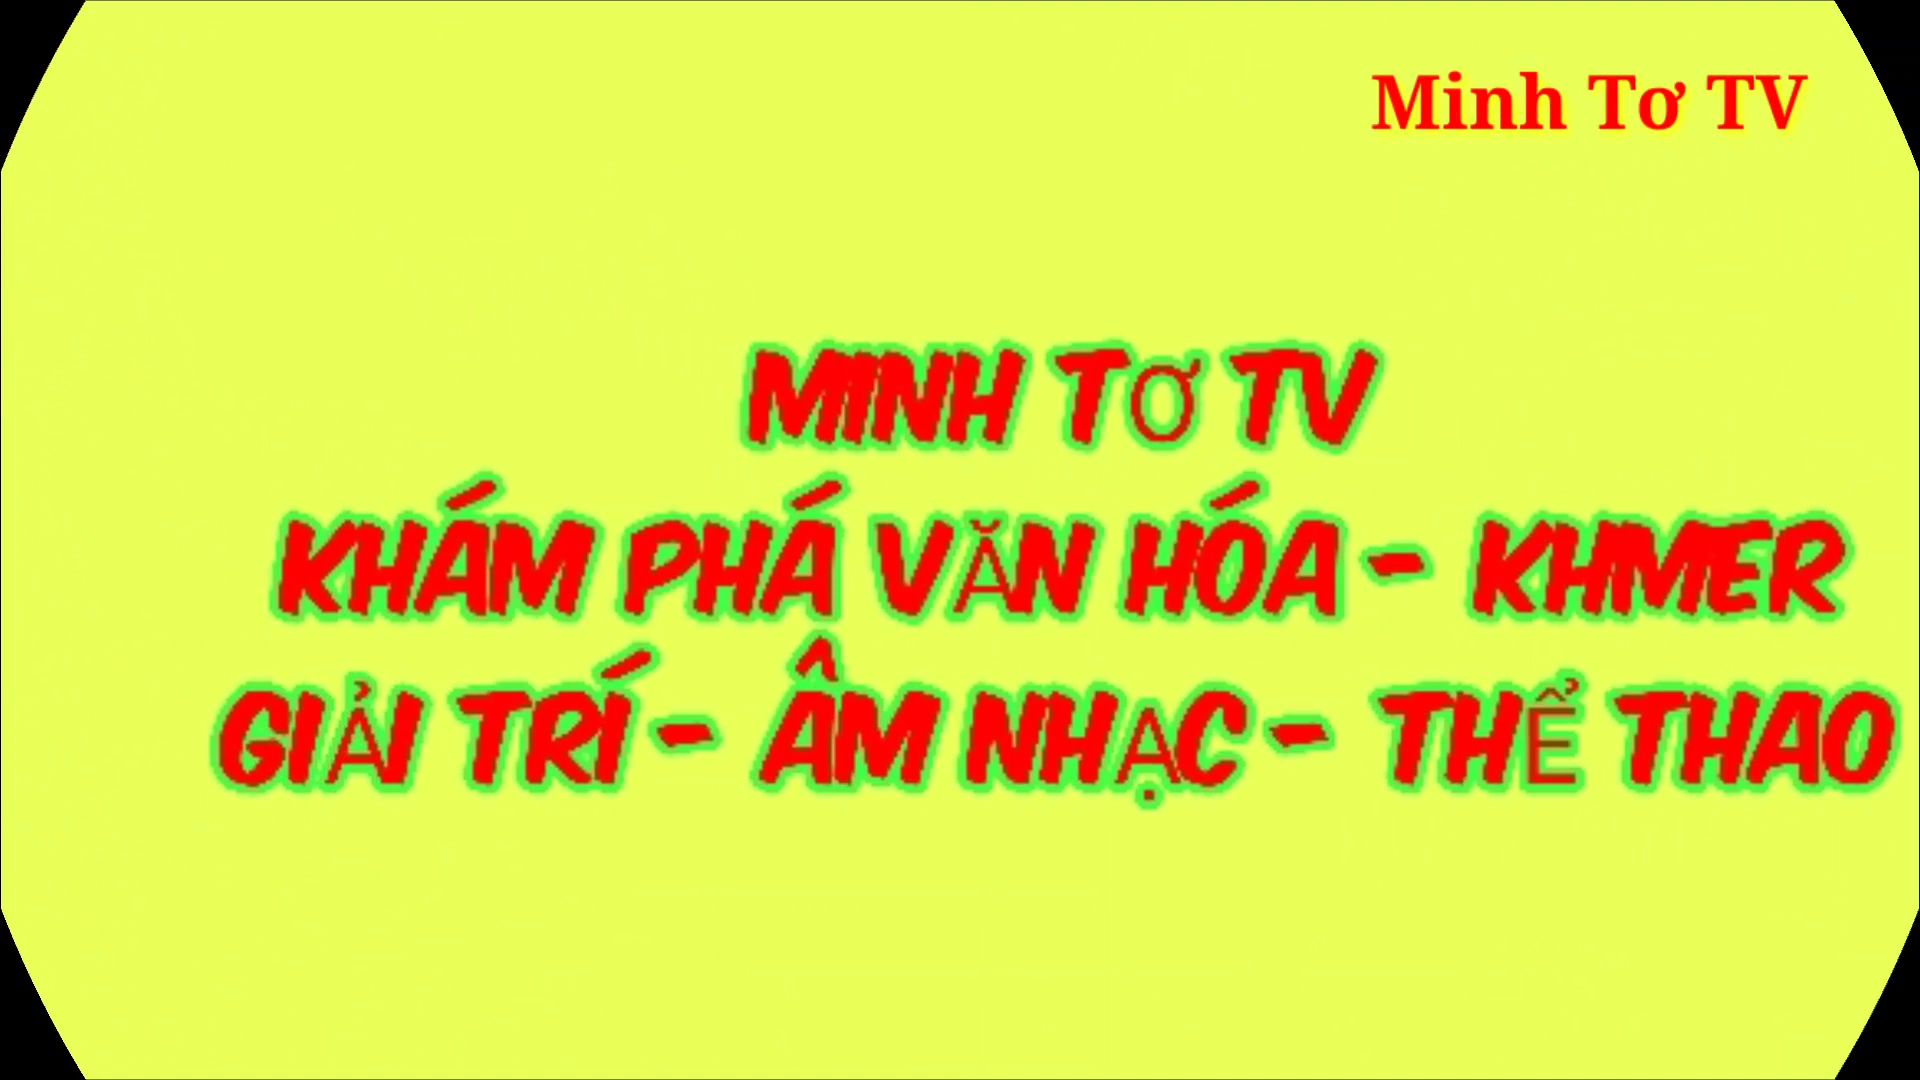 Minh Tơ TV
MINH TƠ TV
KHÁM PHÁ VĂN HÓA - KHMER
GIẢI TRÍ - ÂM NHẠC - THỂ THAO